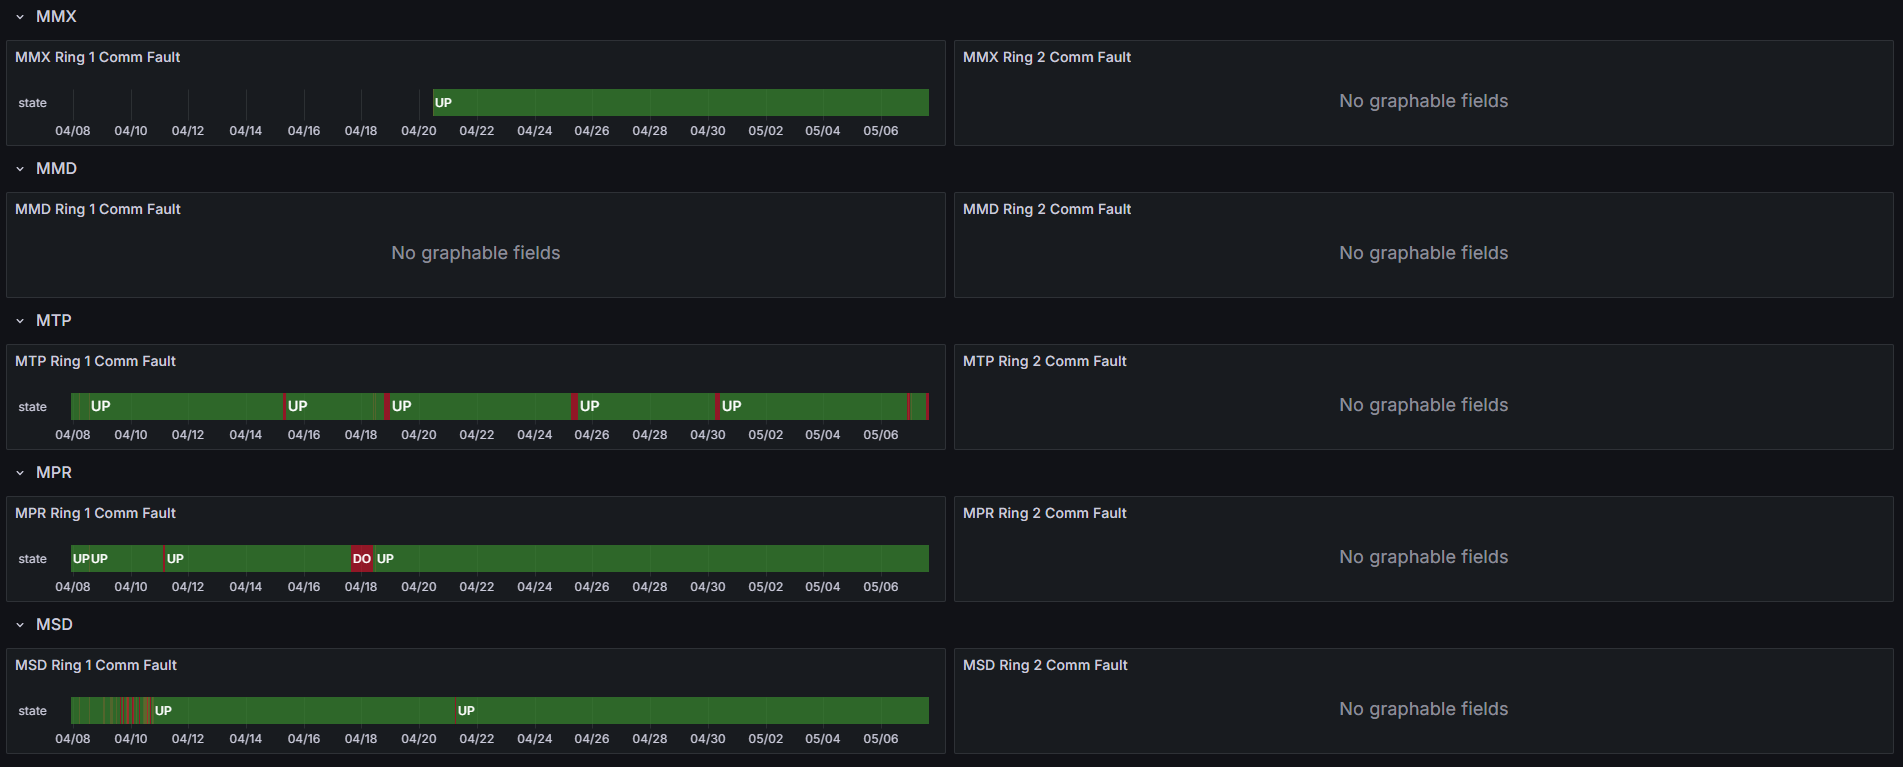 MMX
MMX Ring 1 Comm Fault
state
UP
04/08 04/10 04/12 04/14 04/16 04/18 04/20 04/22 04/24 04/26 04/28 04/30 05/02 05/04 05/06
MMX Ring 2 Comm Fault
No graphable fields
MMD
MMD Ring 1 Comm Fault
No graphable fields
MMD Ring 2 Comm Fault
No graphable fields
MTP
MTP Ring 1 Comm Fault
state
UP UP UP UP UP
04/08 04/10 04/12 04/14 04/16 04/18 04/20 04/22 04/24 04/26 04/28 04/30 05/02 05/04 05/06
MTP Ring 2 Comm Fault
No graphable fields
MPR
MPR Ring 1 Comm Fault
state
UP UP UP DO UP
04/08 04/10 04/12 04/14 04/16 04/18 04/20 04/22 04/24 04/26 04/28 04/30 05/02 05/04 05/06
MPR Ring 2 Comm Fault
No graphable fields
MSD
MSD Ring 1 Comm Fault
state
UP UP
04/08 04/10 04/12 04/14 04/16 04/18 04/20 04/22 04/24 04/26 04/28 04/30 05/02 05/04 05/06
MSD Ring 2 Comm Fault
No graphable fields